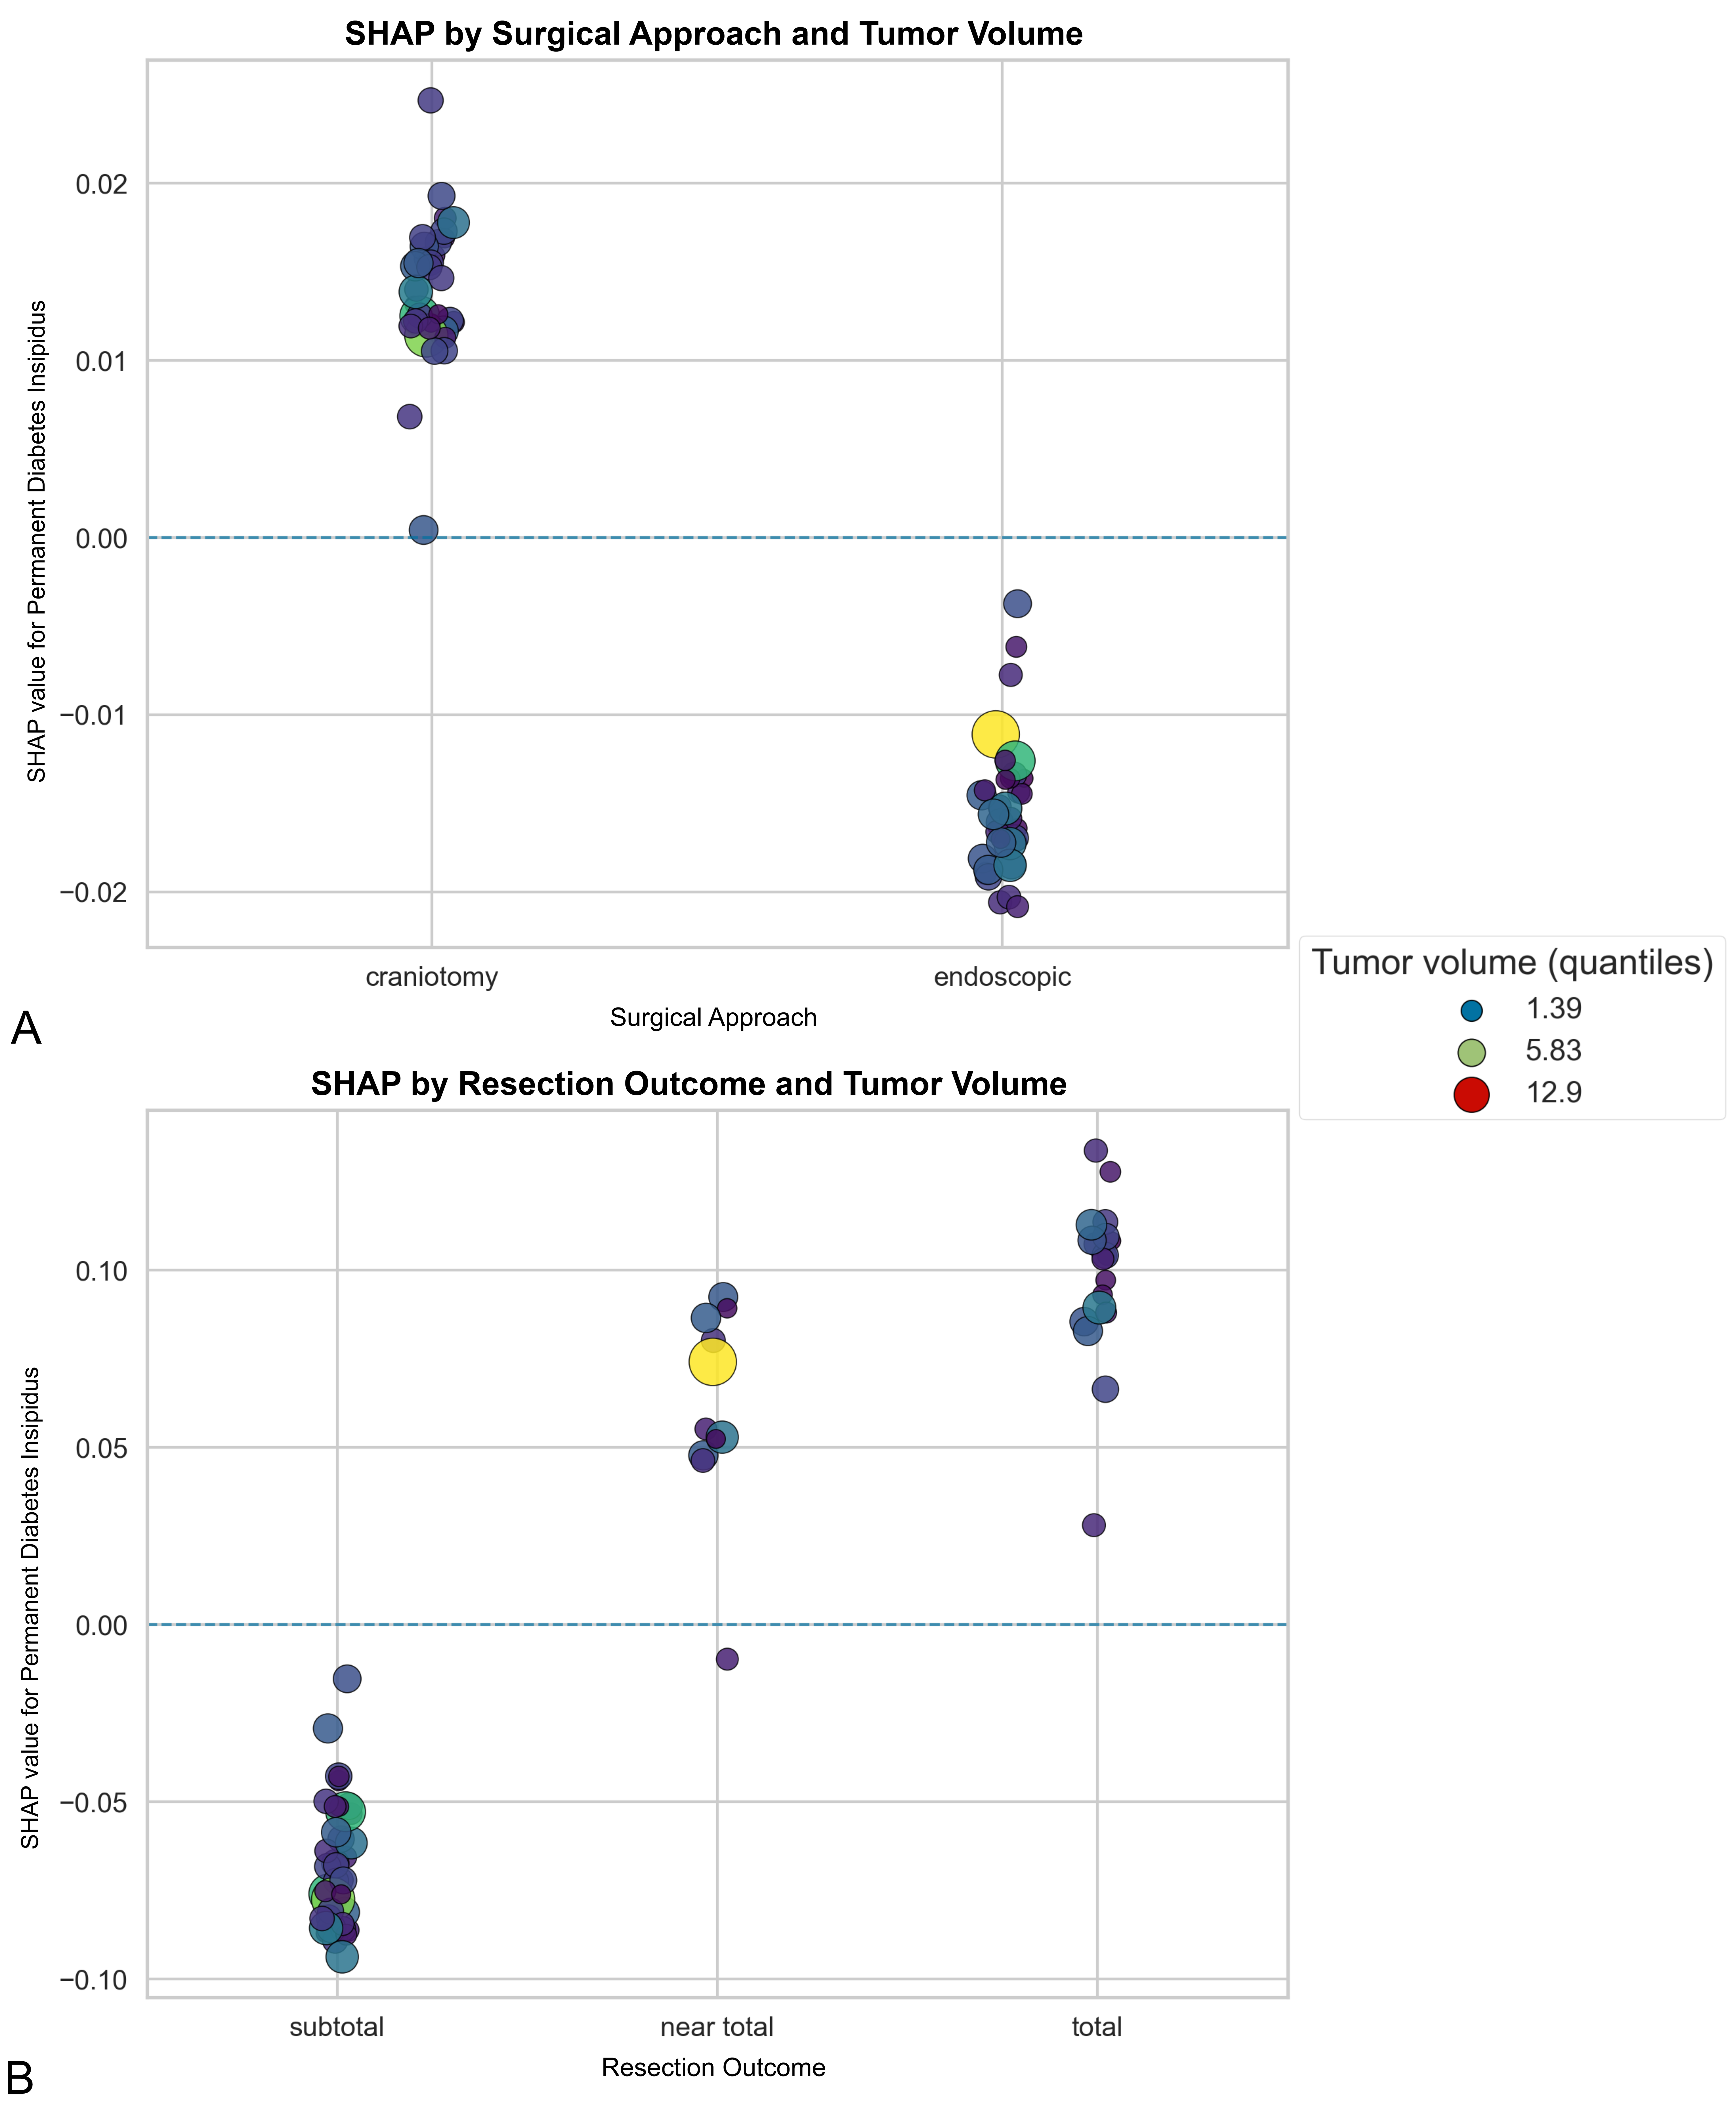 SHAP by Surgical Approach and Tumor Volume
SHAP value for Permanent Diabetes Insipidus
0.02
0.01
0.00
−0.01
−0.02
craniotomy
endoscopic
Surgical Approach
A
Tumor volume (quantiles)
1.39
5.83
12.9
SHAP by Resection Outcome and Tumor Volume
SHAP value for Permanent Diabetes Insipidus
0.10
0.05
0.00
−0.05
−0.10
subtotal
near total
total
Resection Outcome
B